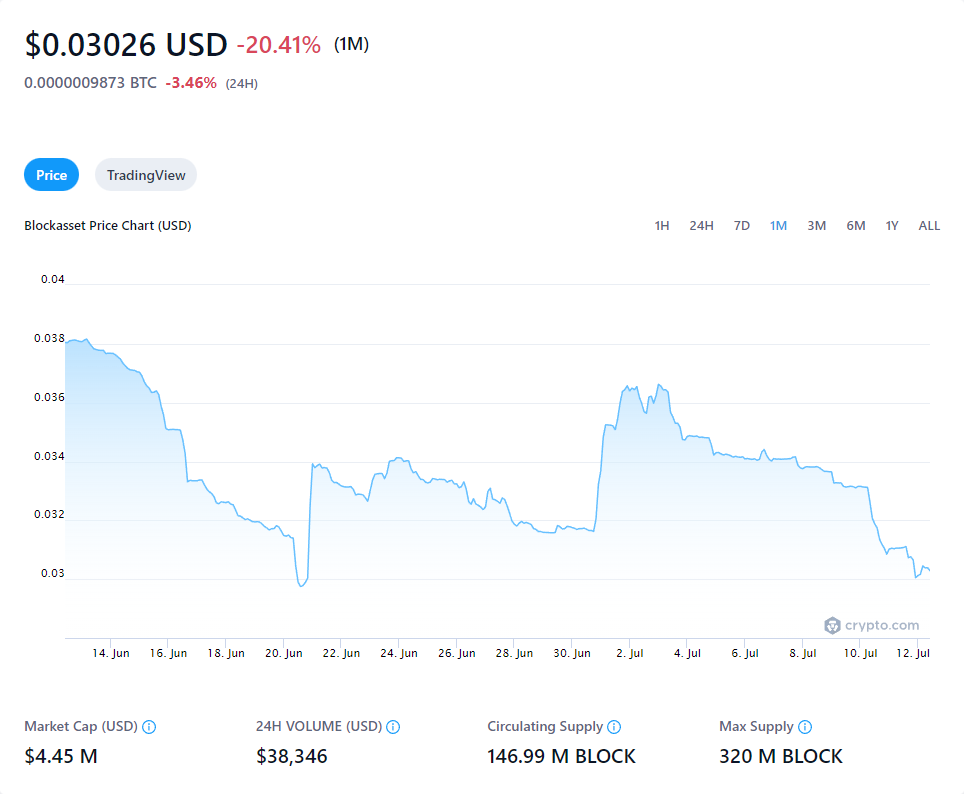 $0.03026 USD -20.41% (1M)
0.0000009873 BTC -3.46% (24H)
Price TradingView
Blockasset Price Chart (USD) 1H 24H 7D 1M 3M 6M 1Y ALL
0.04
0.038
0.036
0.034
0.032
0.03
crypto.com
14. Jun 16. Jun 18. Jun 20. Jun 22. Jun 24. Jun 26. Jun 28. Jun 30. Jun 2. Jul 4. Jul 6. Jul 8. Jul 10. Jul 12. Jul
Market Cap (USD) 24H VOLUME (USD) Circulating Supply Max Supply
$4.45 M $38,346 146.99 M BLOCK 320 M BLOCK